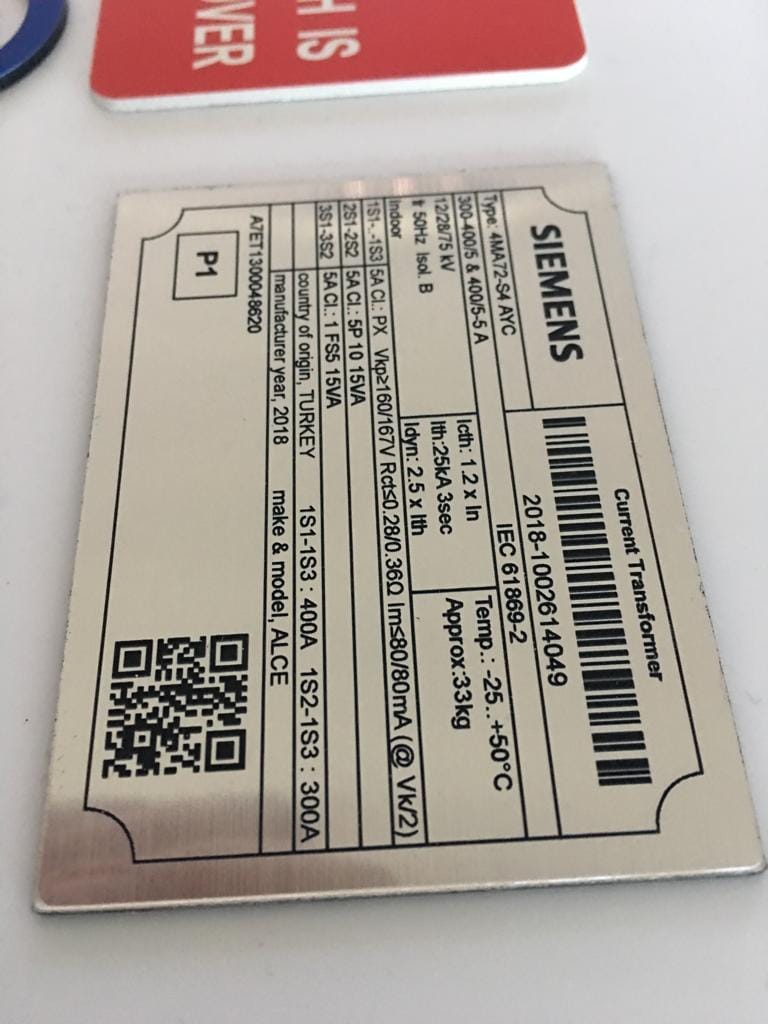 H IS
OVER
SIEMENS
Current Transformer
2018-1002614049
Type: 4MA72-S4 AYC
IEC 61869-2
300-400/5 & 400/5-5 A
12/28/75 kV
fr 50Hz Isol. B
Indoor
Icth: 1.2 x In
Ith:25kA 3sec
Idyn: 2.5 x Ith
Temp.: -25..+50°C
Approx:33kg
1S1-..-1S3 5A Cl.: PX Vkp≥160/167V Rct≤0.28/0.36Ω Im≤80/80mA (@ Vk/2)
2S1-2S2 5A Cl.: 5P 10 15VA
3S1-3S2 5A Cl.: 1 FS5 15VA
country of origin, TURKEY 1S1-1S3 : 400A 1S2-1S3 : 300A
manufacturer year, 2018 make & model, ALCE
A7ET1300048620
P1